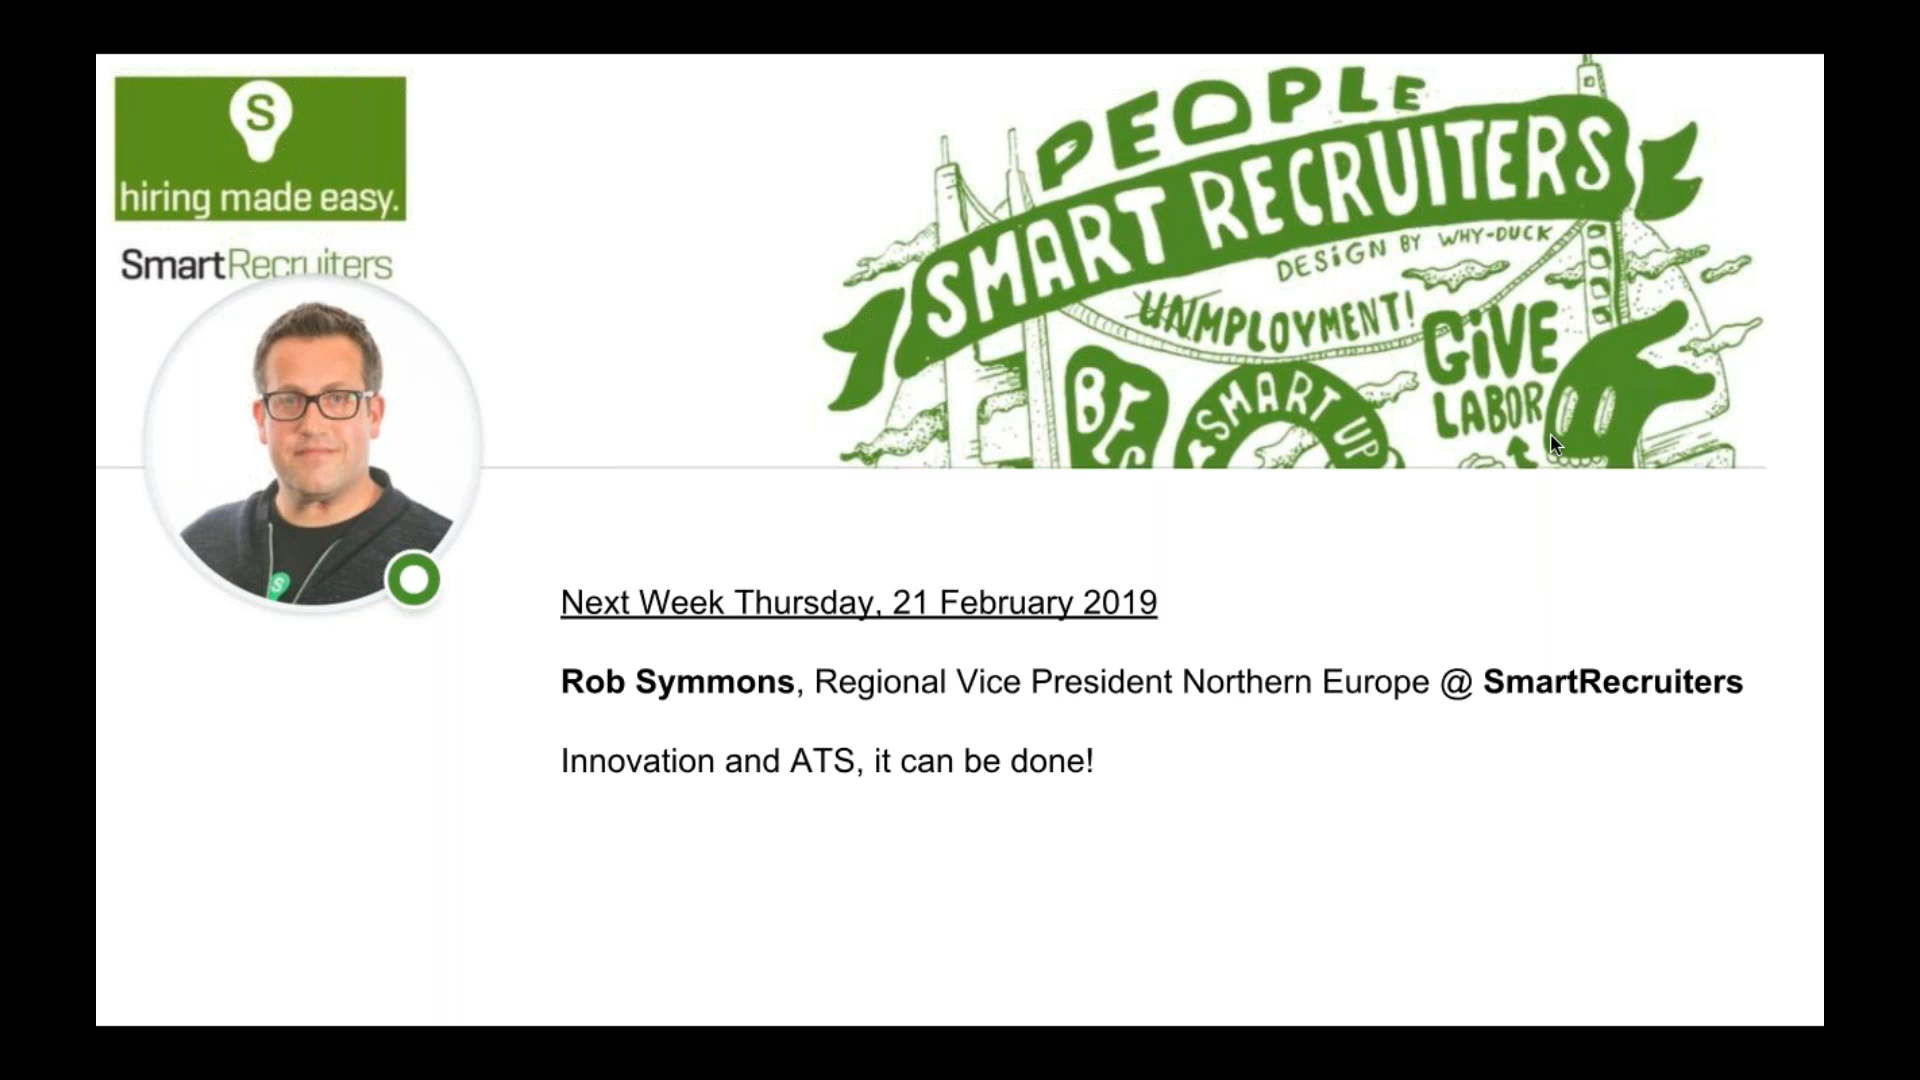 S
hiring made easy.
SmartRecruiters
PEOPLE
SMART RECRUITERS
DESIGN BY WHY-DUCK
UNMPLOYMENT!
GIVE
LABOR
SMART UP
S
Next Week Thursday, 21 February 2019
Rob Symmons, Regional Vice President Northern Europe @ SmartRecruiters
Innovation and ATS, it can be done!